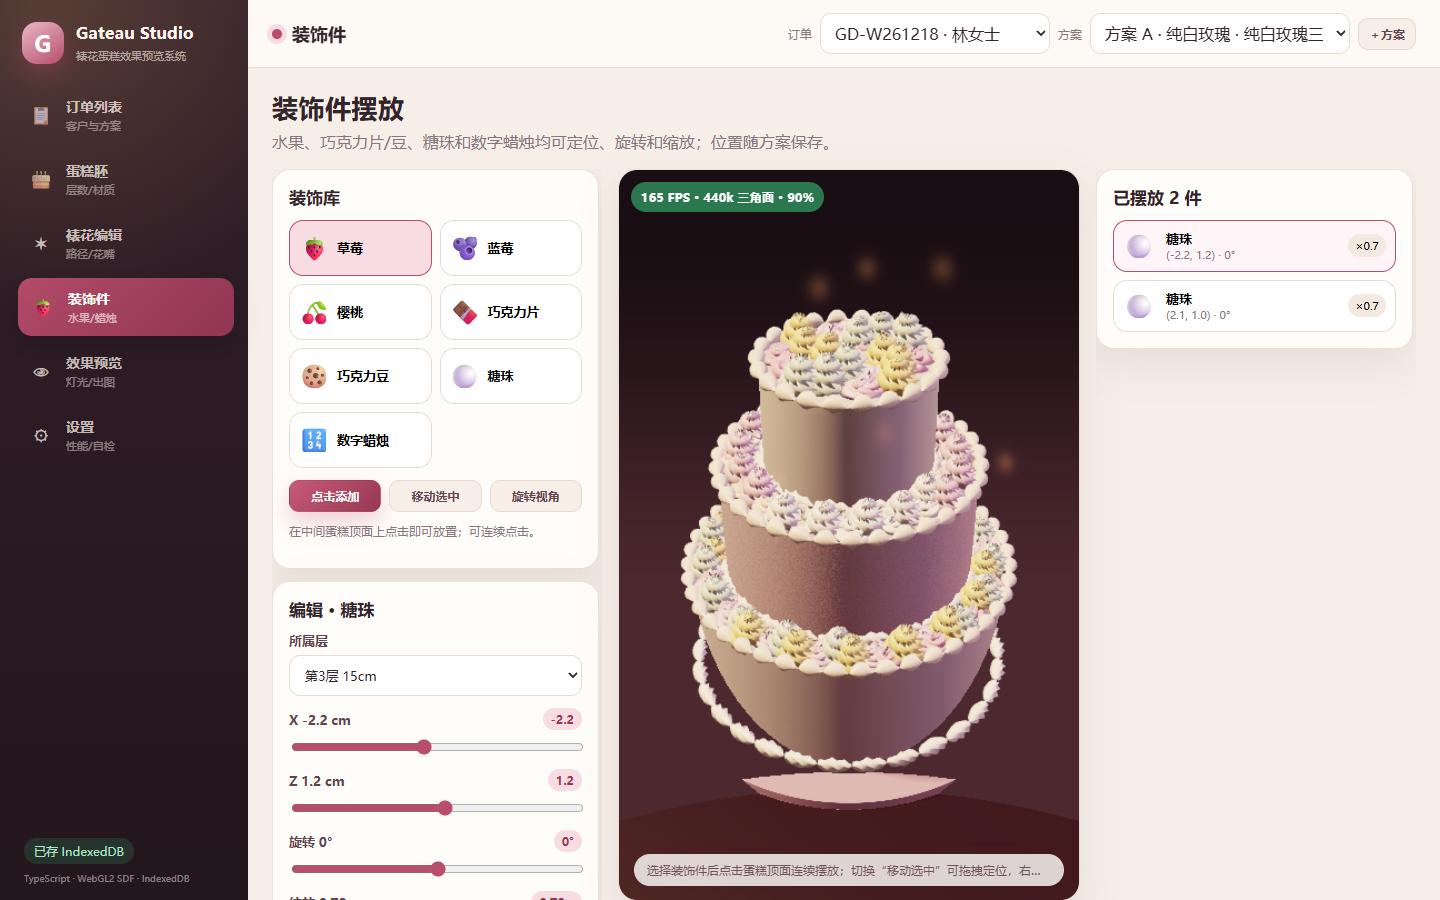 G
Gateau Studio
裱花蛋糕效果预览系统
订单列表
客户与方案
蛋糕胚
层数/材质
裱花编辑
路径/花嘴
装饰件
水果/蜡烛
效果预览
灯光/出图
设置
性能/自检
已存 IndexedDB
TypeScript · WebGL2 SDF · IndexedDB
装饰件
订单
GD-W261218 · 林女士
方案
方案 A · 纯白玫瑰 · 纯白玫瑰三
+ 方案
装饰件摆放
水果、巧克力片/豆、糖珠和数字蜡烛均可定位、旋转和缩放；位置随方案保存。
装饰库
草莓
蓝莓
樱桃
巧克力片
巧克力豆
糖珠
1 2
3 4
数字蜡烛
点击添加
移动选中
旋转视角
在中间蛋糕顶面上点击即可放置；可连续点击。
编辑 • 糖珠
所属层
第3层 15cm
X -2.2 cm
-2.2
Z 1.2 cm
1.2
旋转 0°
0°
165 FPS • 440k 三角面 • 90%
选择装饰件后点击蛋糕顶面连续摆放；切换“移动选中”可拖拽定位，右...
已摆放 2 件
糖珠
(-2.2, 1.2) · 0°
×0.7
糖珠
(2.1, 1.0) · 0°
×0.7